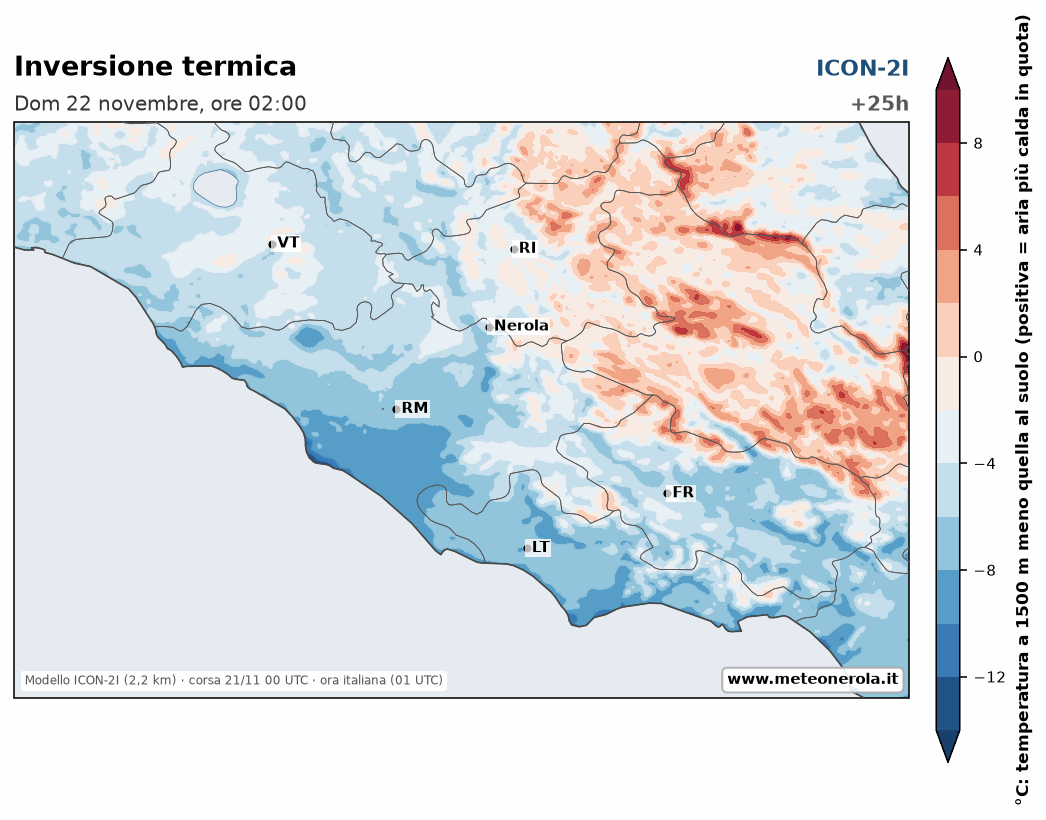 Inversione termica
ICON-2I
Dom 22 novembre, ore 02:00
+25h
VT
RI
Nerola
RM
FR
LT
Modello ICON-2I (2,2 km) · corsa 21/11 00 UTC · ora italiana (01 UTC)
www.meteonerola.it
8
4
0
−4
−8
−12
°C: temperatura a 1500 m meno quella al suolo (positiva = aria più calda in quota)